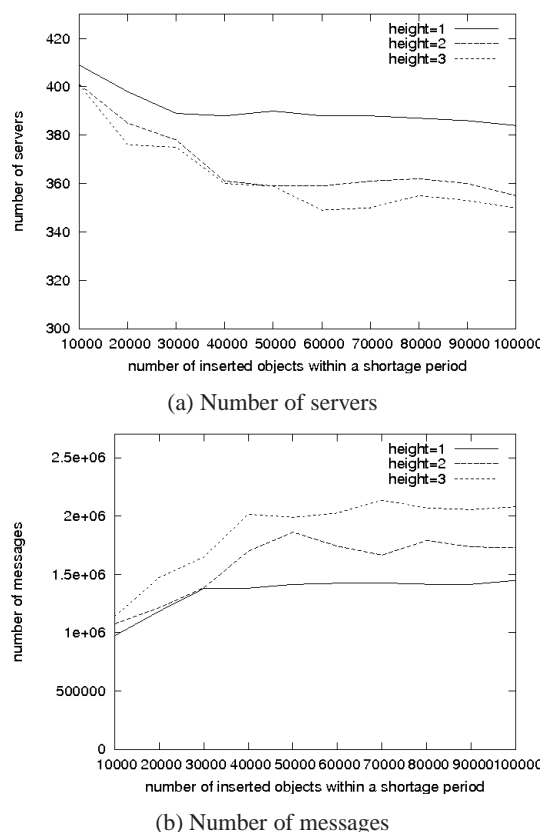 420
400
380
360
340
320
300
number of servers
height=1
height=2
height=3
10000 20000 30000 40000 50000 60000 70000 80000 90000 100000
number of inserted objects within a shortage period
(a) Number of servers
2.5e+06
2e+06
1.5e+06
1e+06
500000
0
number of messages
height=1
height=2
height=3
10000 20000 30000 40000 50000 60000 70000 80000 90000 100000
number of inserted objects within a shortage period
(b) Number of messages